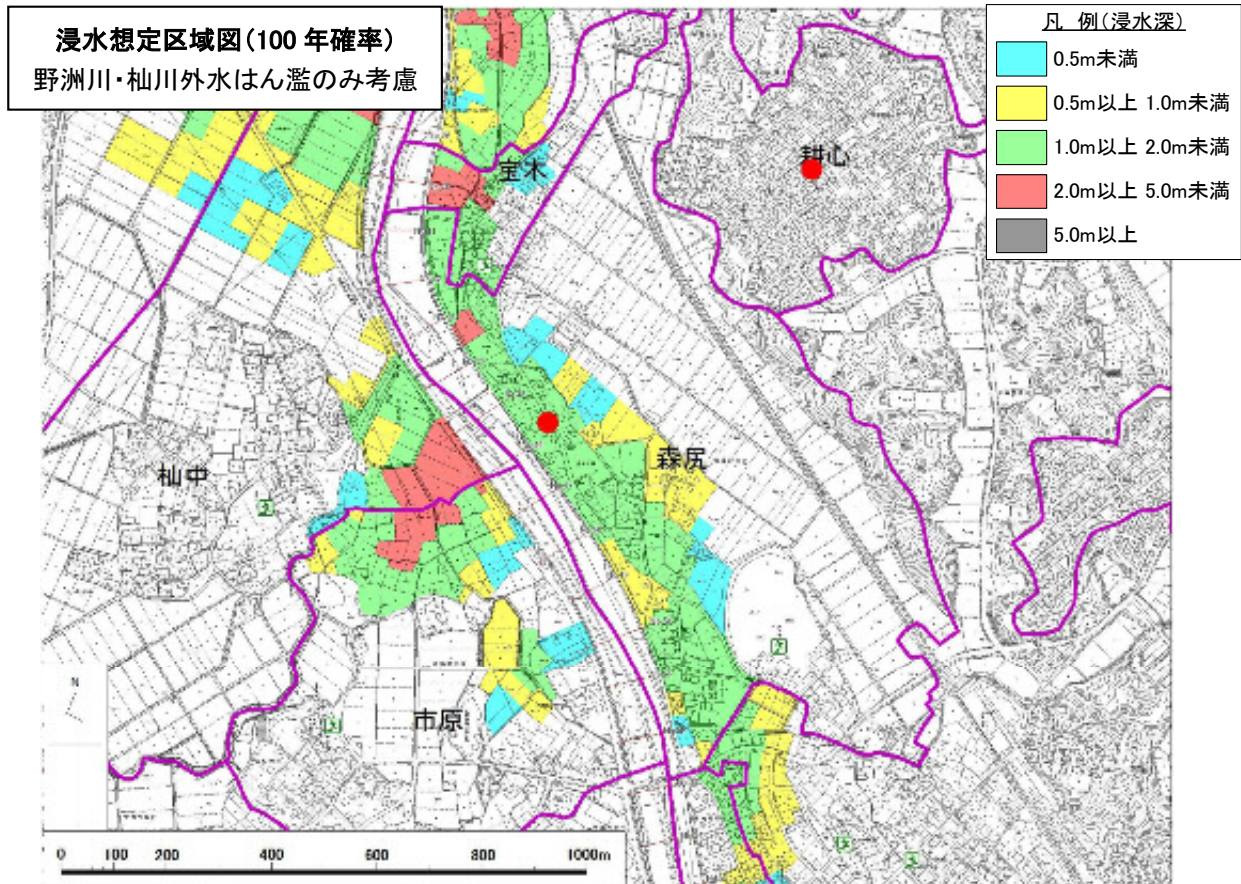 浸水想定区域図(100年確率)
野洲川・杣川外水はん濫のみ考慮
凡 例(浸水深)
0.5m未満
0.5m以上 1.0m未満
1.0m以上 2.0m未満
2.0m以上 5.0m未満
5.0m以上
宝木
耕心
森尻
杣中
市原
N
0 100 200 400 600 800 1000m